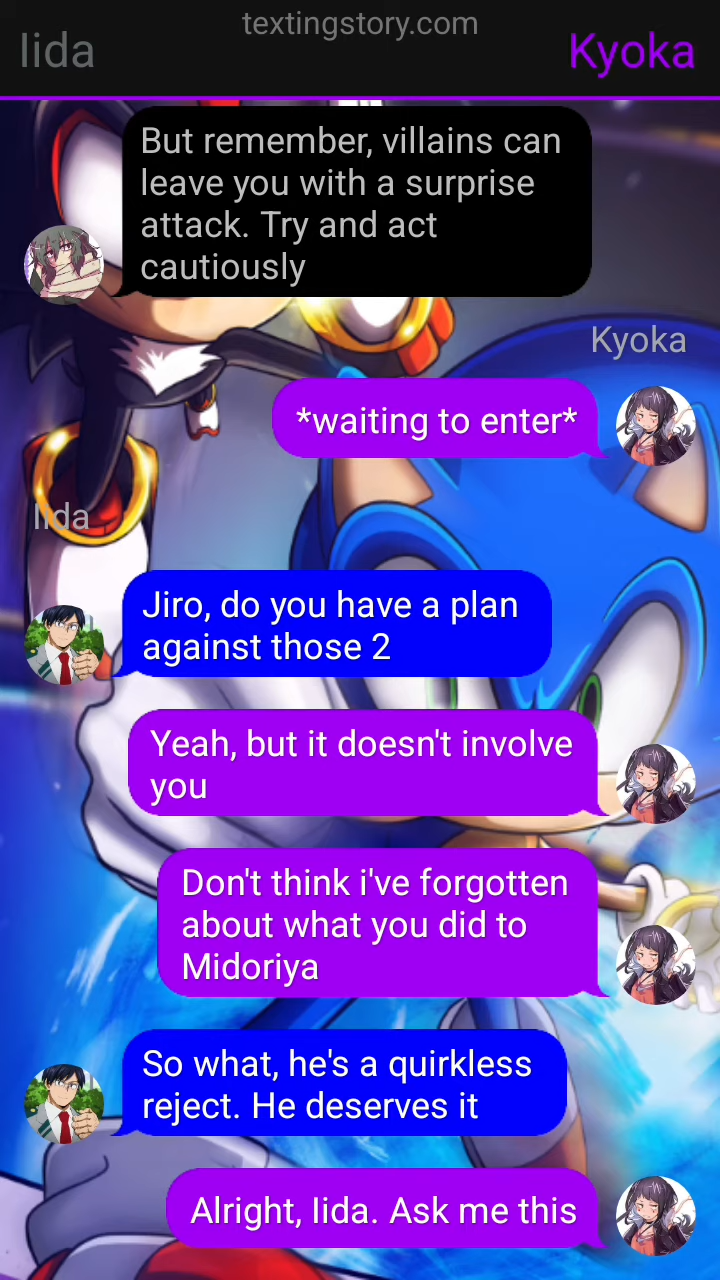 textingstory.com
Iida
Kyoka
But remember, villains can
leave you with a surprise
attack. Try and act
cautiously
Kyoka
*waiting to enter*
Iida
Jiro, do you have a plan
against those 2
Yeah, but it doesn't involve
you
Don't think i've forgotten
about what you did to
Midoriya
So what, he's a quirkless
reject. He deserves it
Alright, Iida. Ask me this